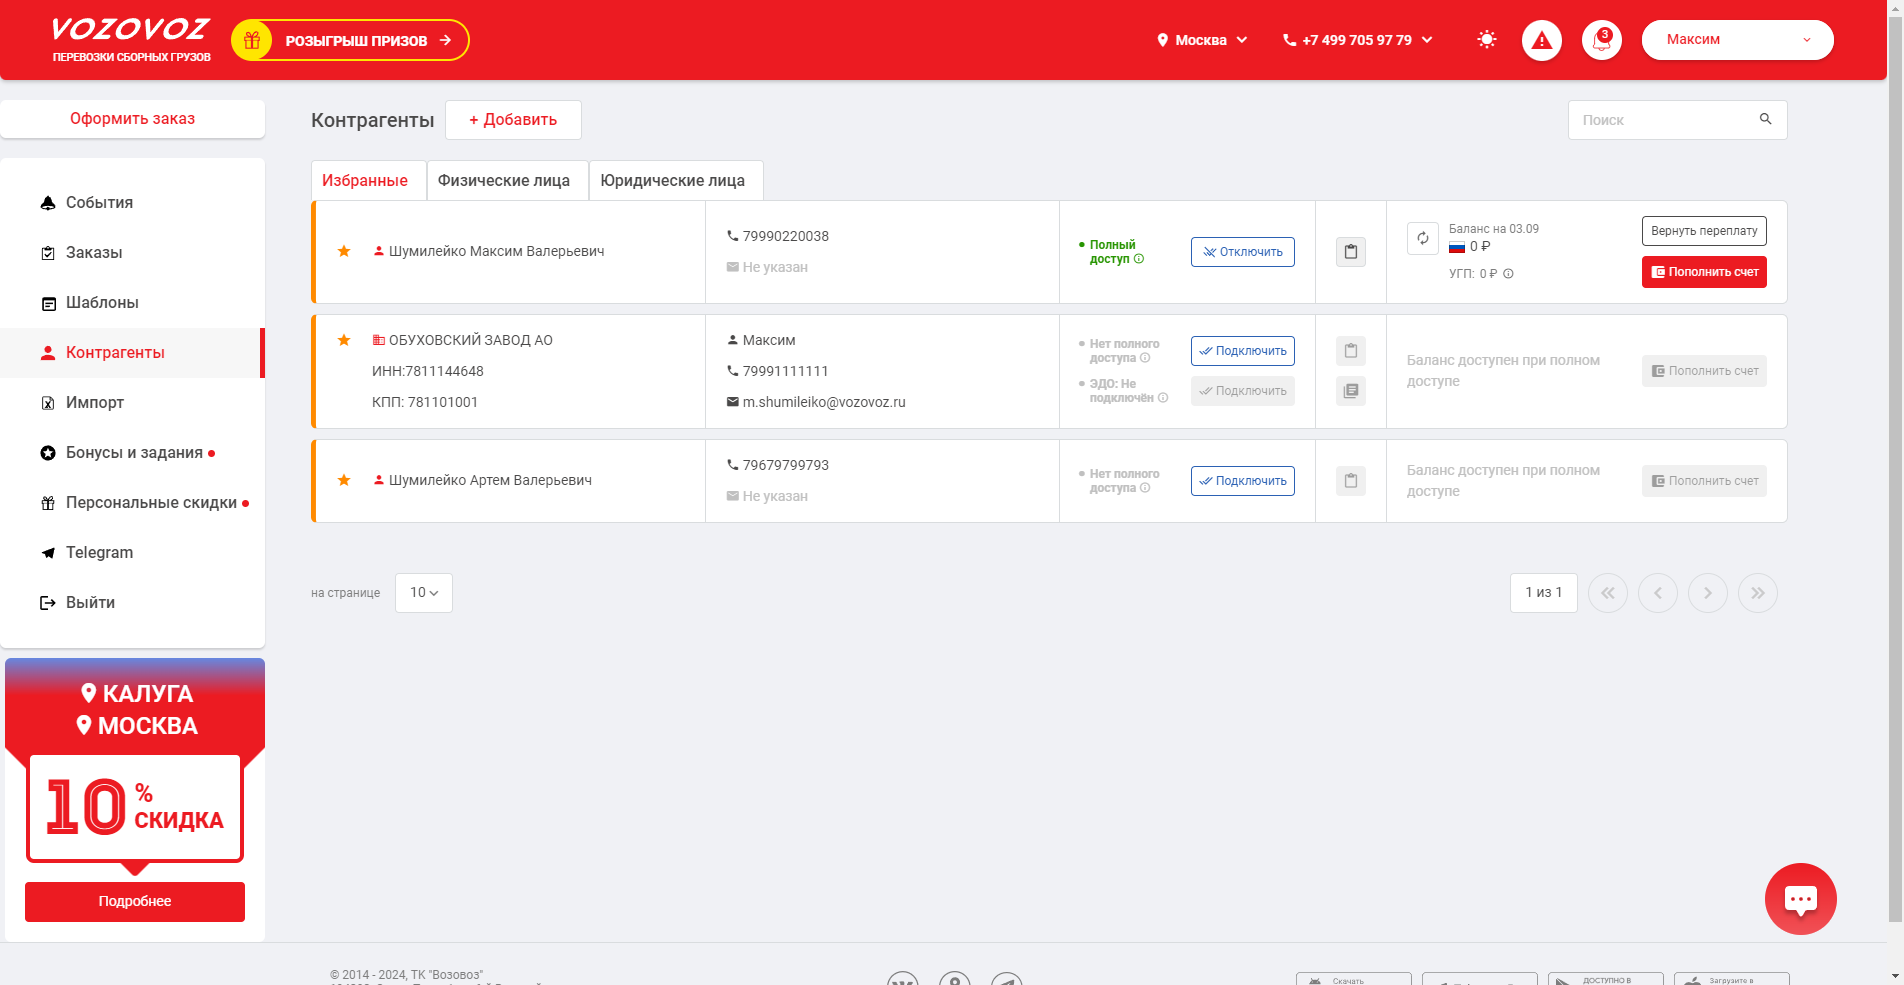 VOZOVOZ
ПЕРЕВОЗКИ СБОРНЫХ ГРУЗОВ
РОЗЫГРЫШ ПРИЗОВ
Москва
+7 499 705 97 79
3
Максим
Оформить заказ
События
Заказы
Шаблоны
Контрагенты
Импорт
Бонусы и задания
Персональные скидки
Telegram
Выйти
КАЛУГА
МОСКВА
10 %
СКИДКА
Подробнее
Контрагенты
+ Добавить
Поиск
Избранные
Физические лица
Юридические лица
Шумилейко Максим Валерьевич
79990220038
Не указан
Полный
доступ
Отключить
Баланс на 03.09
0 ₽
УГП: 0 ₽
Вернуть переплату
Пополнить счет
ОБУХОВСКИЙ ЗАВОД АО
ИНН:7811144648
КПП: 781101001
Максим
79991111111
m.shumileiko@vozovoz.ru
Нет полного
доступа
Подключить
ЭДО: Не
подключён
Подключить
Баланс доступен при полном
доступе
Пополнить счет
Шумилейко Артем Валерьевич
79679799793
Не указан
Нет полного
доступа
Подключить
Баланс доступен при полном
доступе
Пополнить счет
на странице
10
1 из 1
© 2014 - 2024, ТК "Возовоз"
Скачать
ДОСТУПНО В
Загрузите в